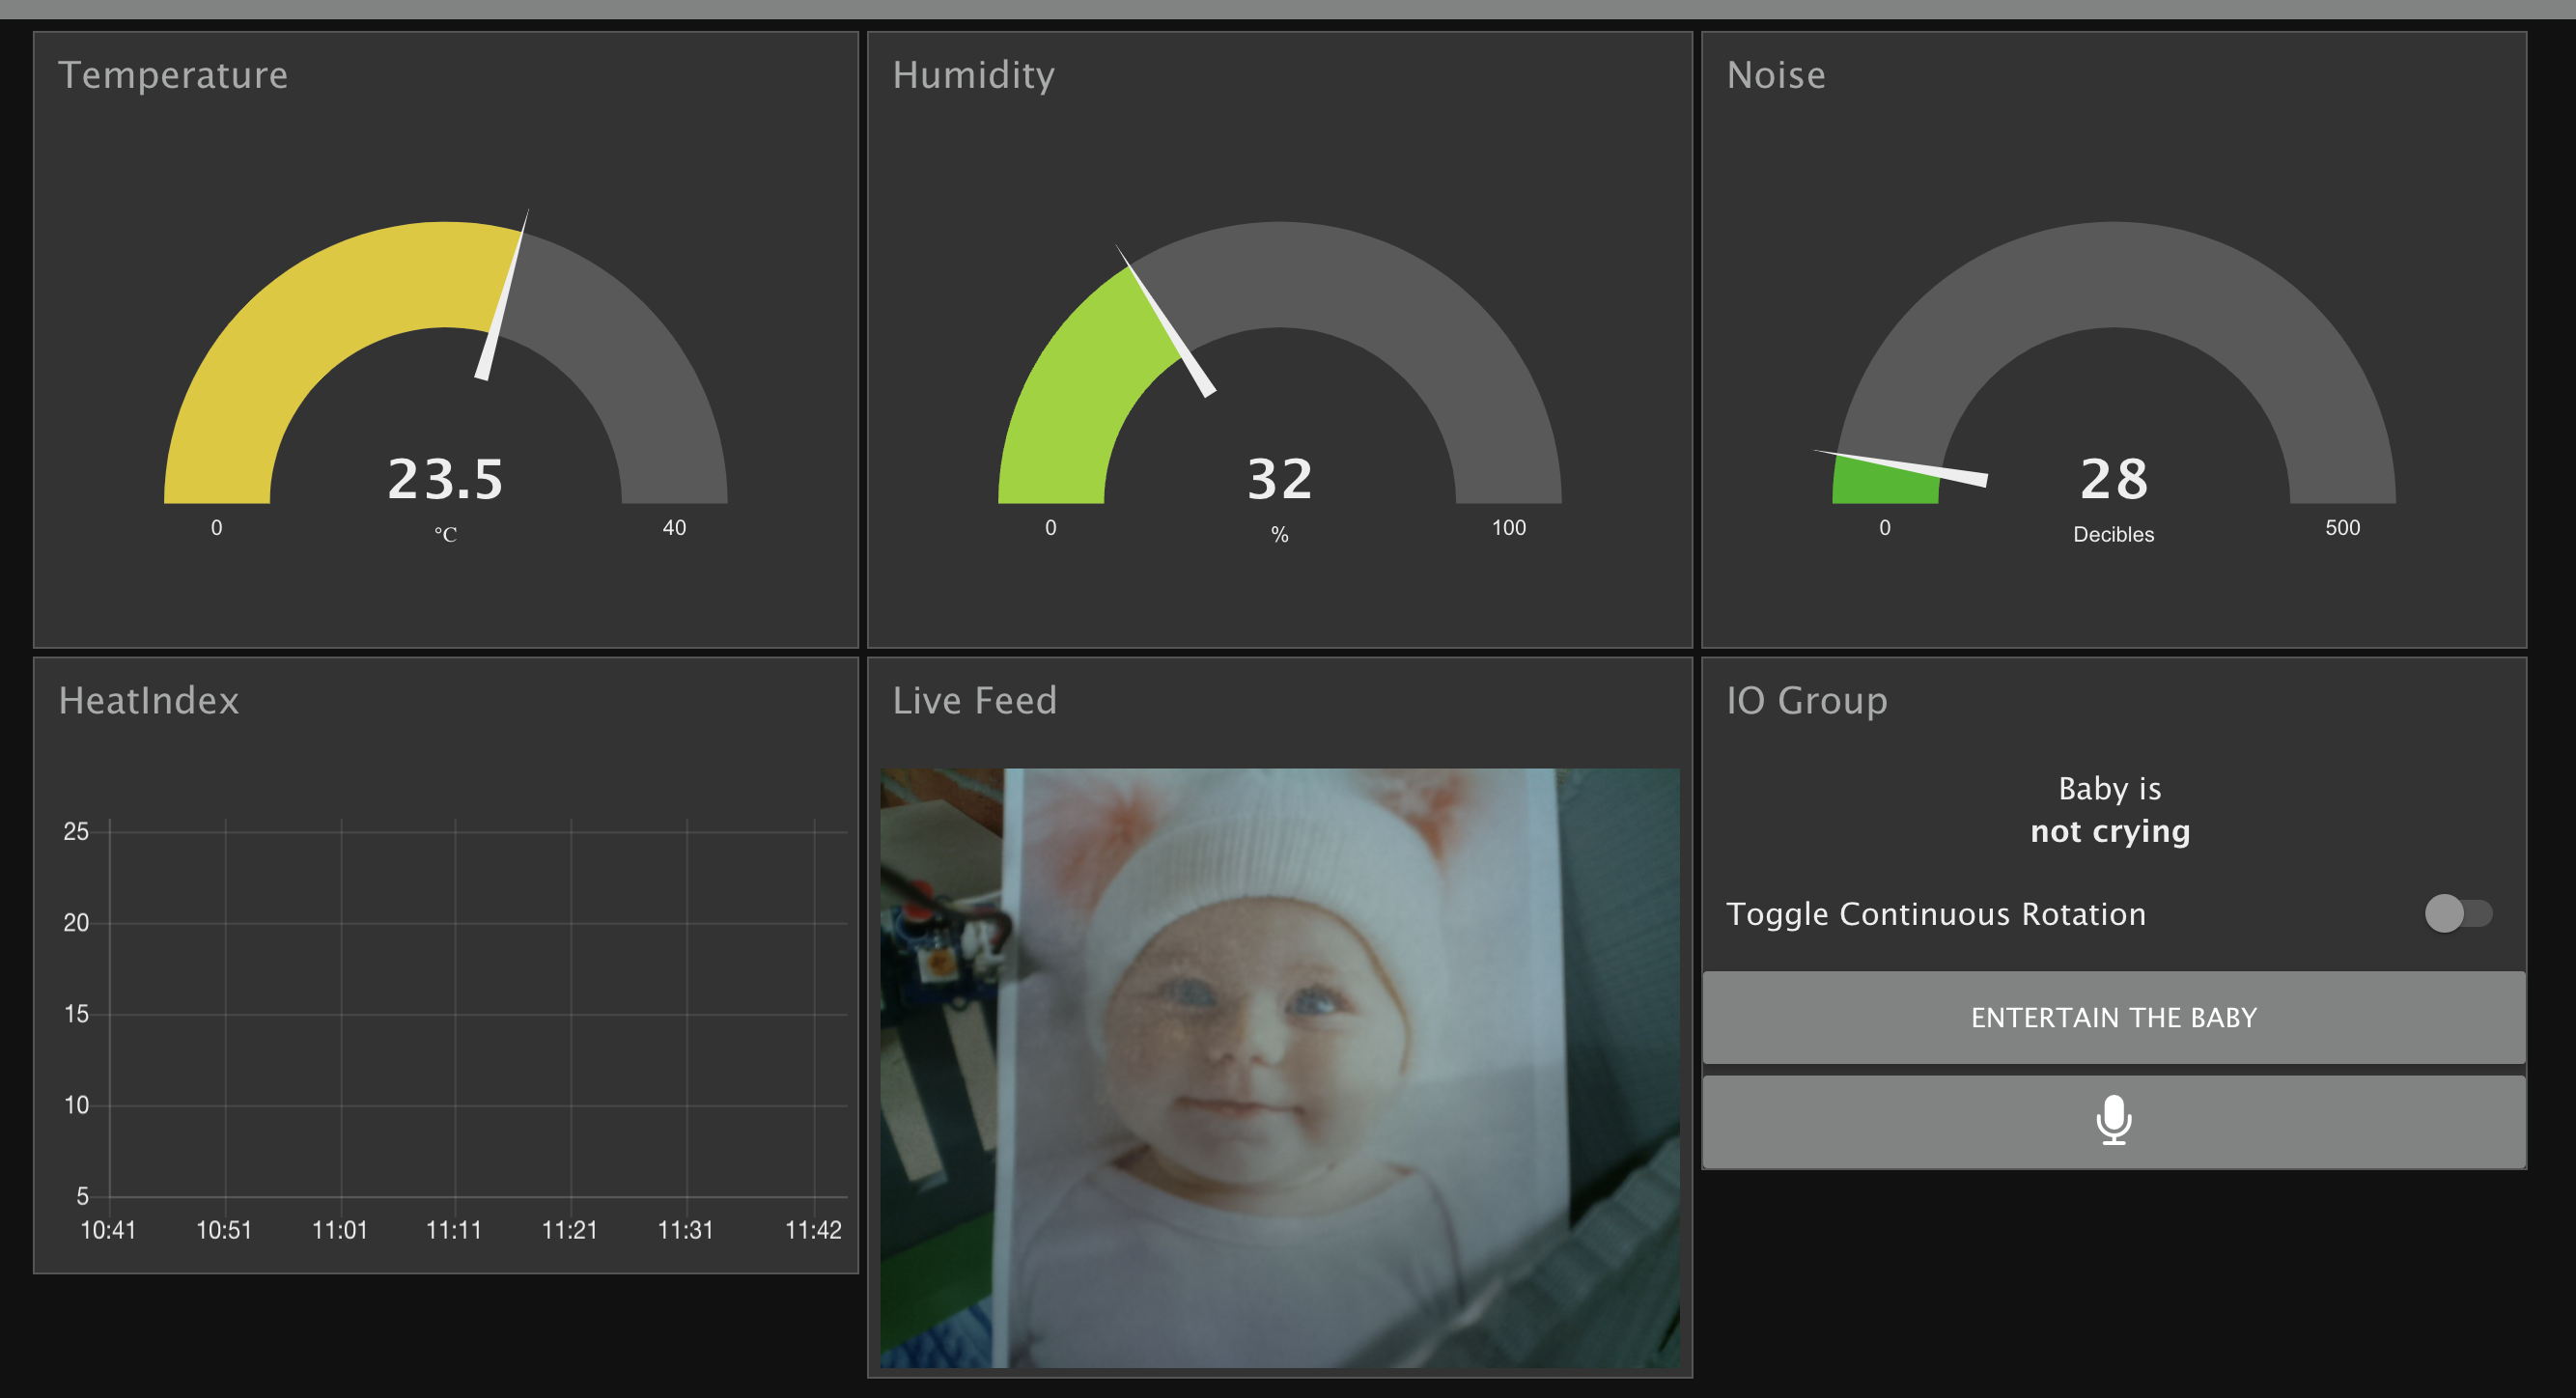 Temperature
23.5
0
°C
40
Humidity
32
0
%
100
Noise
28
0
Decibles
500
HeatIndex
25
20
15
10
5
10:41 10:51 11:01 11:11 11:21 11:31 11:42
Live Feed
IO Group
Baby is
not crying
Toggle Continuous Rotation
ENTERTAIN THE BABY